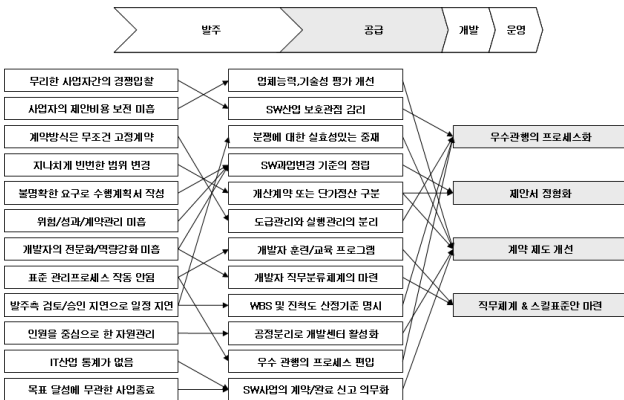 발주
공급
개발
운영
무리한 사업자간의 경쟁입찰
사업자의 제안비용 보전 미흡
계약방식은 무조건 고정계약
지나치게 빈번한 범위 변경
불명확한 요구로 수행계획서 작성
위험/성과/계약관리 미흡
개발자의 전문화/역량강화 미흡
표준 관리프로세스 작동 안됨
발주측 검토/승인 지연으로 일정 지연
인원을 중심으로 한 자원관리
IT산업 통계가 없음
목표 달성에 무관한 사업종료
업체능력,기술성 평가 개선
SW산업 보호관점 감리
분쟁에 대한 실효성있는 중재
SW과업변경 기준의 정립
개산계약 또는 단가정산 구분
도급관리와 실행관리의 분리
개발자 훈련/교육 프로그램
개발자 직무분류체계의 마련
WBS 및 진척도 산정기준 명시
공정분리로 개발센터 활성화
우수 관행의 프로세스 편입
SW사업의 계약/완료 신고 의무화
우수관행의 프로세스화
제안서 정형화
계약 제도 개선
직무체계 & 스킬표준안 마련